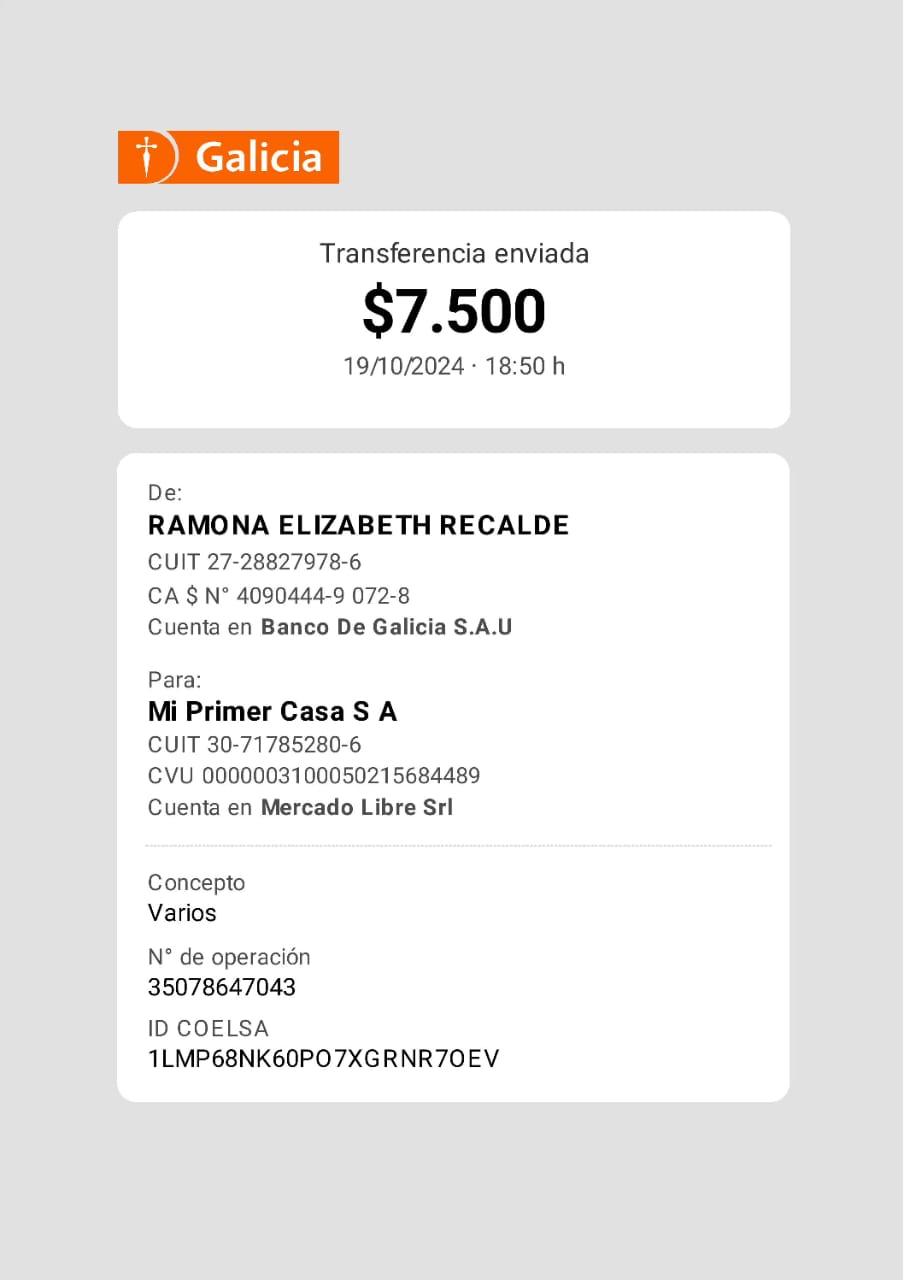 Galicia
Transferencia enviada
$7.500
19/10/2024 · 18:50 h
De:
RAMONA ELIZABETH RECALDE
CUIT 27-28827978-6
CA $ N° 4090444-9 072-8
Cuenta en Banco De Galicia S.A.U
Para:
Mi Primer Casa S A
CUIT 30-71785280-6
CVU 0000003100050215684489
Cuenta en Mercado Libre Srl
Concepto
Varios
N° de operación
35078647043
ID COELSA
1LMP68NK60PO7XGRNR7OEV